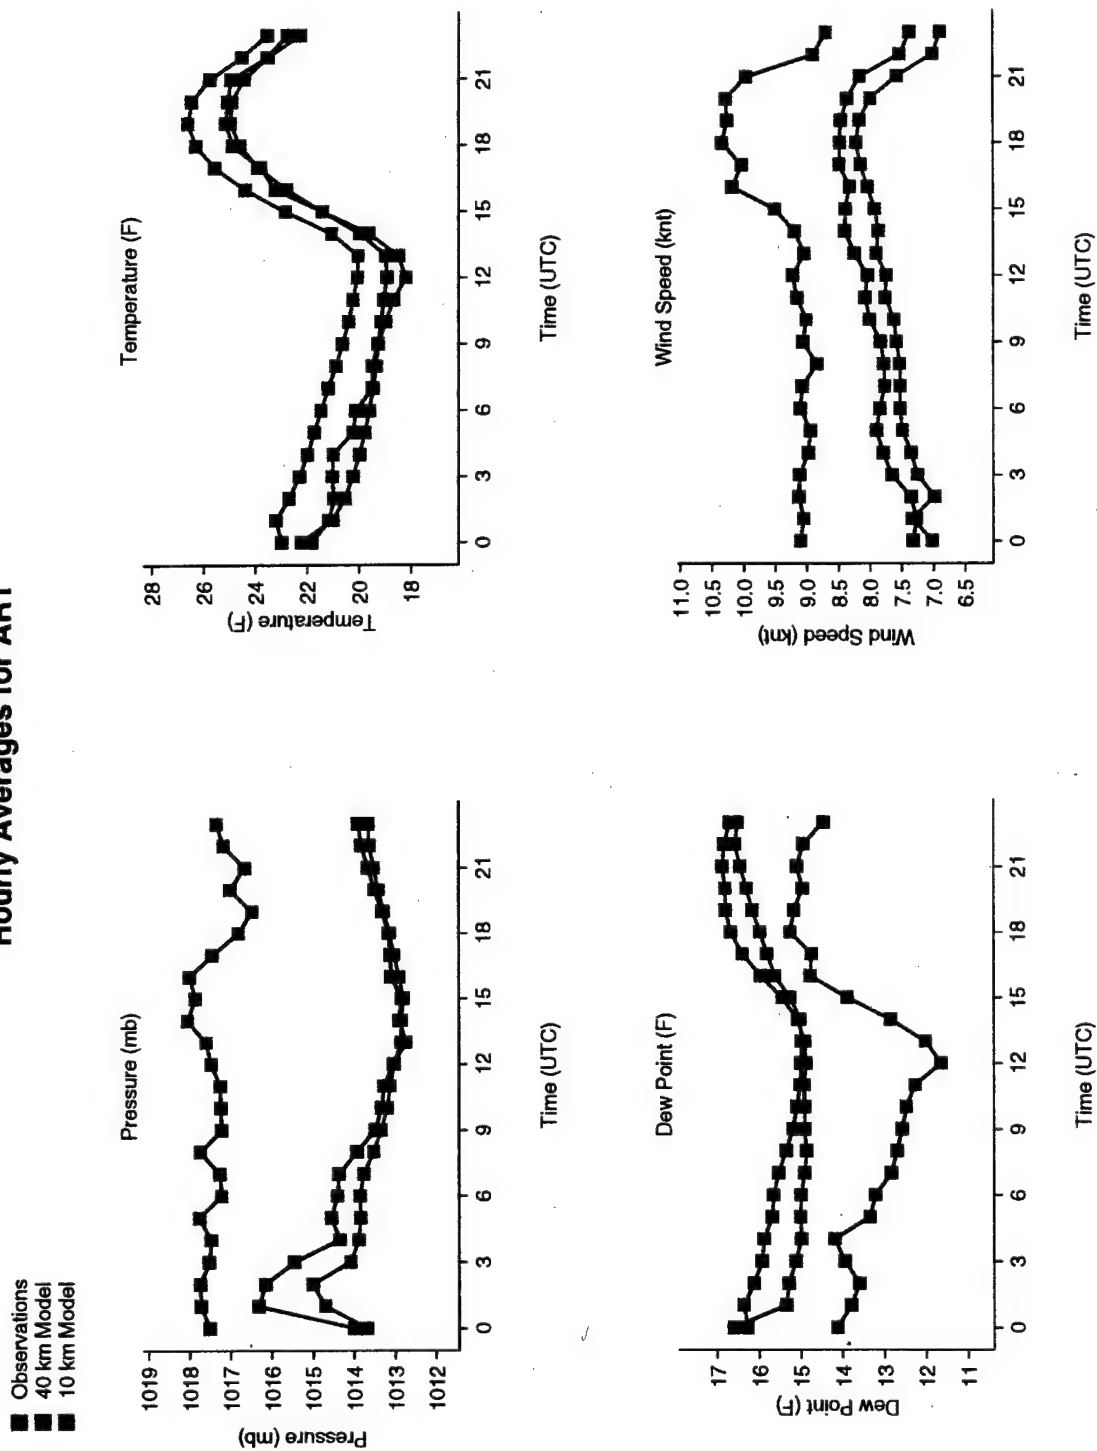 Hourly Averages for ART
Observations
40 km Model
10 km Model
Pressure (mb)
Pressure (mb)
1019
1018
1017
1016
1015
1014
1013
1012
0 3 6 9 12 15 18 21
Time (UTC)
Temperature (F)
Temperature (F)
28
26
24
22
20
18
0 3 6 9 12 15 18 21
Time (UTC)
Dew Point (F)
Dew Point (F)
17
16
15
14
13
12
11
0 3 6 9 12 15 18 21
Time (UTC)
Wind Speed (knt)
Wind Speed (knt)
11.0
10.5
10.0
9.5
9.0
8.5
8.0
7.5
7.0
6.5
0 3 6 9 12 15 18 21
Time (UTC)